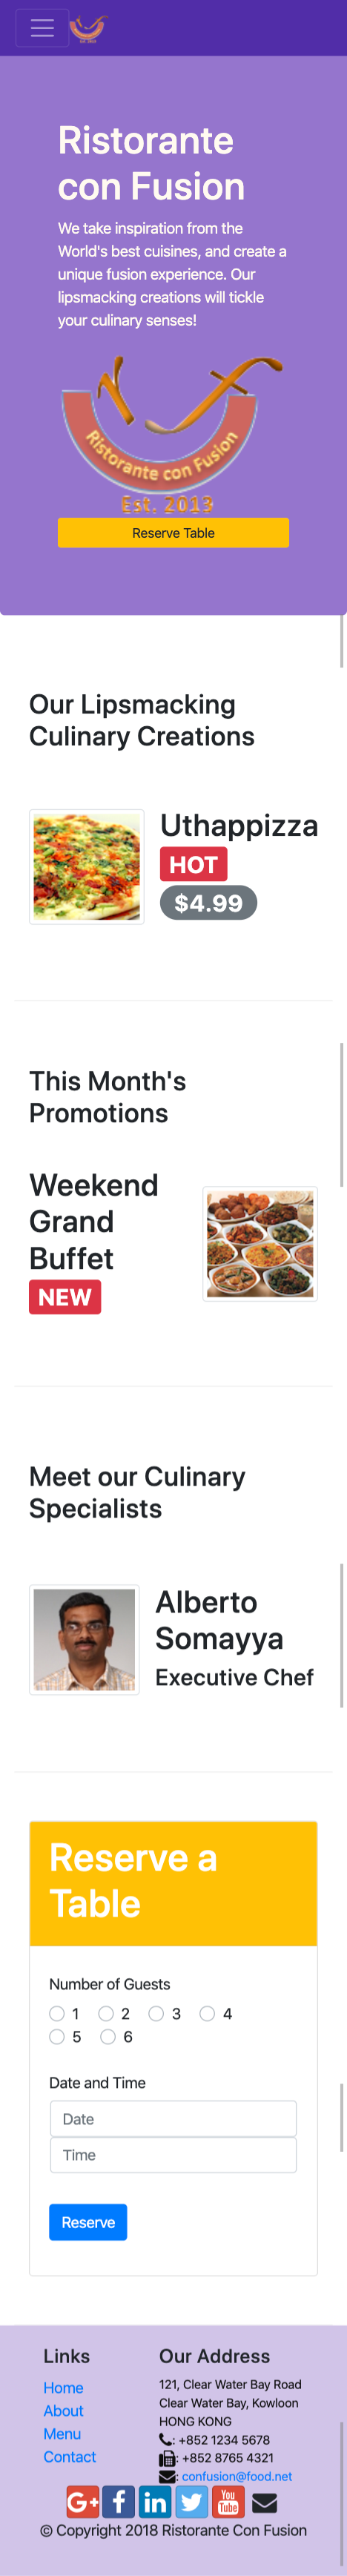 Ristorante
con Fusion
We take inspiration from the
World's best cuisines, and create a
unique fusion experience. Our
lipsmacking creations will tickle
your culinary senses!
Ristorante con Fusion
Est. 2013
Reserve Table
Our Lipsmacking
Culinary Creations
Uthappizza
HOT
$4.99
This Month's
Promotions
Weekend
Grand
Buffet
NEW
Meet our Culinary
Specialists
Alberto
Somayya
Executive Chef
Reserve a
Table
Number of Guests
1 2 3 4
5 6
Date and Time
Date
Time
Reserve
Links
Home
About
Menu
Contact
Our Address
121, Clear Water Bay Road
Clear Water Bay, Kowloon
HONG KONG
: +852 1234 5678
: +852 8765 4321
: confusion@food.net
G+ f in You Tube
© Copyright 2018 Ristorante Con Fusion